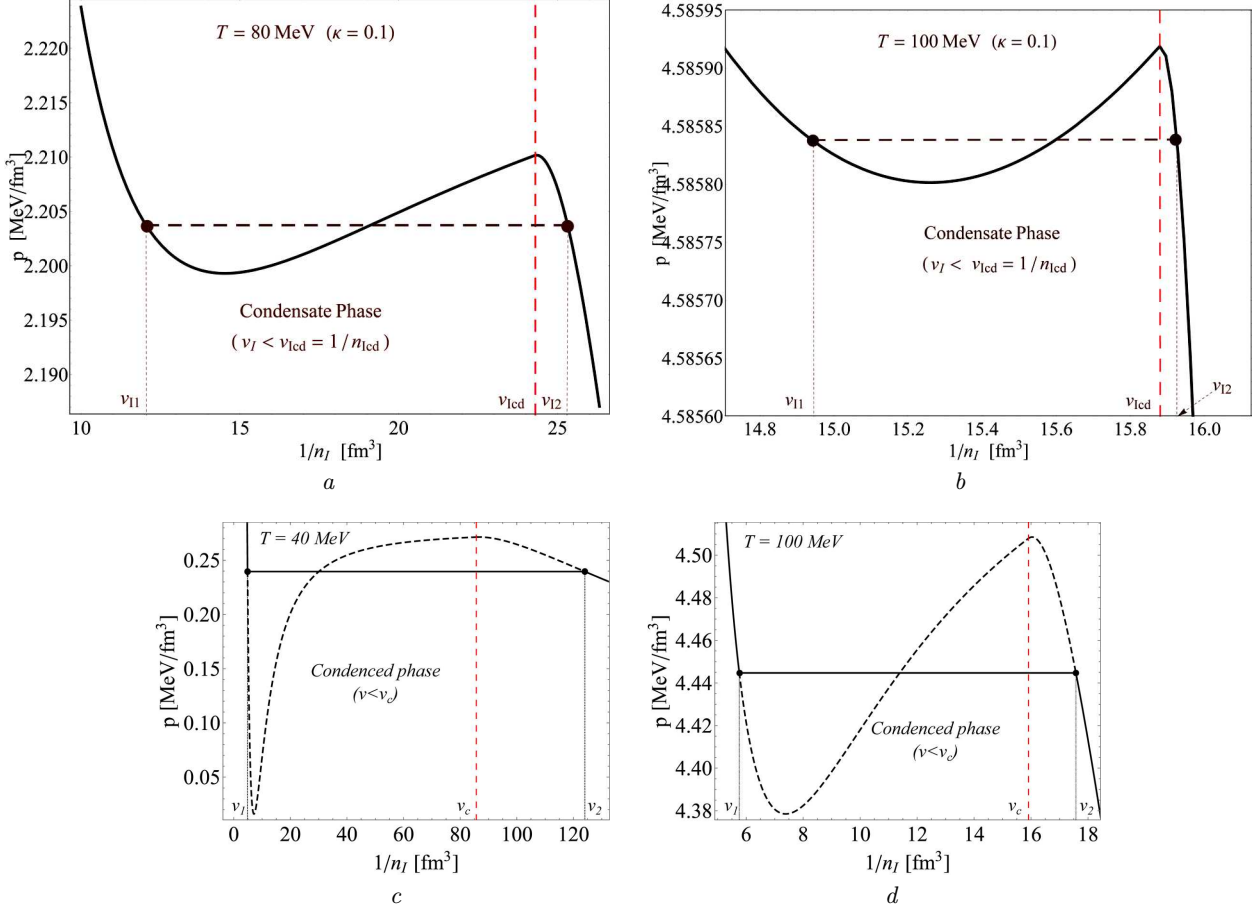 T = 80 MeV (κ = 0.1)
2.220
2.215
2.210
2.205
2.200
2.195
2.190
p [MeV/fm³]
Condensate Phase
( v_I < v_Icd = 1 / n_Icd )
v_I1
v_Icd
v_I2
10 15 20 25
1/n_I [fm³]
a
T = 100 MeV (κ = 0.1)
4.58595
4.58590
4.58585
4.58580
4.58575
4.58570
4.58565
4.58560
p [MeV/fm³]
Condensate Phase
( v_I < v_Icd = 1/n_Icd )
v_I1
v_Icd
v_I2
14.8 15.0 15.2 15.4 15.6 15.8 16.0
1/n_I [fm³]
b
T = 40 MeV
0.25
0.20
0.15
0.10
0.05
p [MeV/fm³]
Condenced phase
(v<v_c)
v_1
v_c
v_2
0 20 40 60 80 100 120
1/n_I [fm³]
c
T = 100 MeV
4.50
4.48
4.46
4.44
4.42
4.40
4.38
p [MeV/fm³]
Condenced phase
(v<v_c)
v_1
v_c
v_2
6 8 10 12 14 16 18
1/n_I [fm³]
d